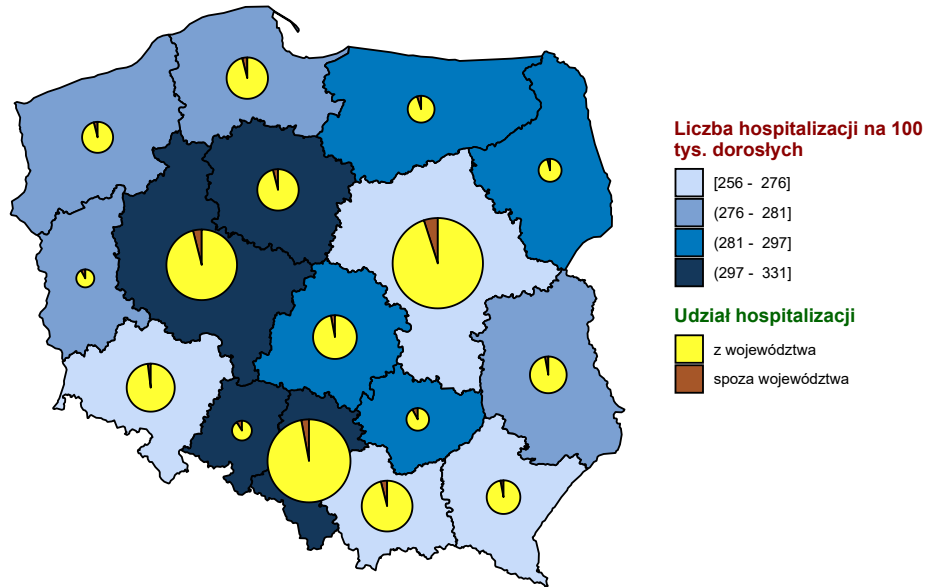 Liczba hospitalizacji na 100
tys. dorosłych
[256 - 276]
(276 - 281]
(281 - 297]
(297 - 331]
Udział hospitalizacji
z województwa
spoza województwa